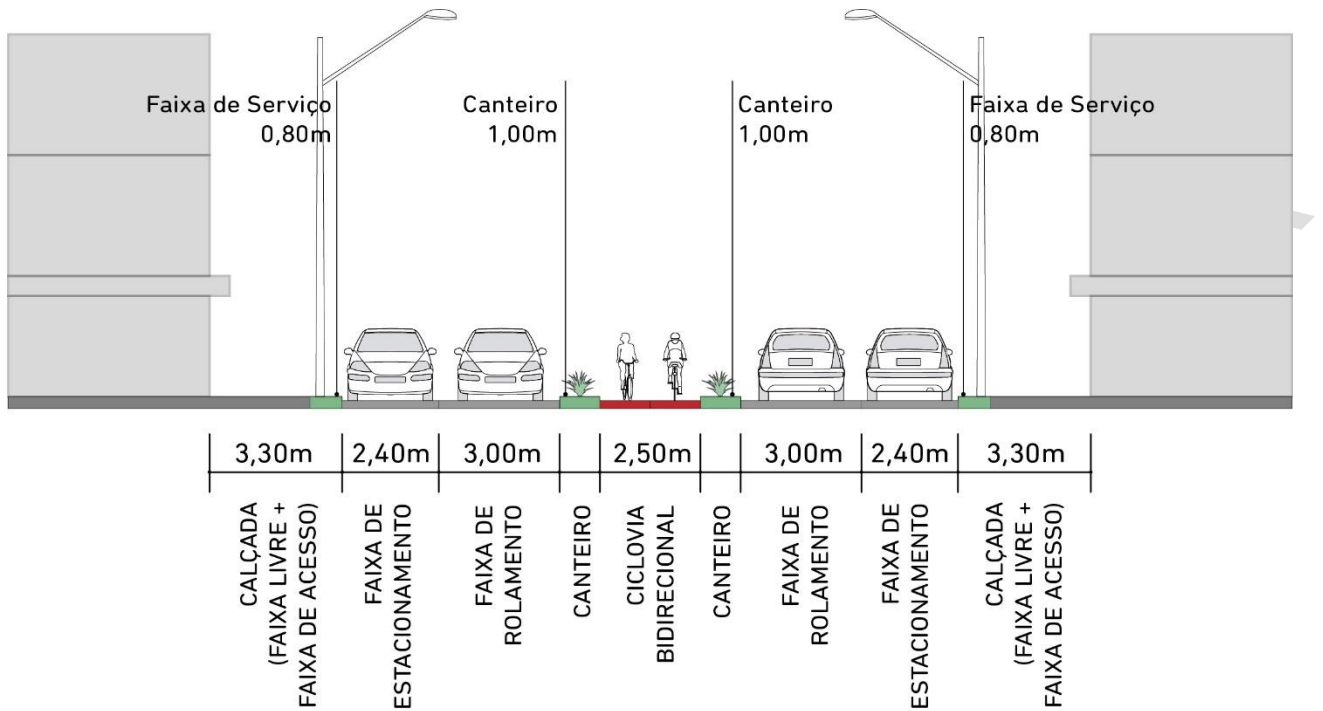 Faixa de Serviço
0,80m
Canteiro
1,00m
Canteiro
1,00m
Faixa de Serviço
0,80m
3,30m
2,40m
3,00m
2,50m
3,00m
2,40m
3,30m
CALÇADA
(FAIXA LIVRE +
FAIXA DE ACESSO)
FAIXA DE
ESTACIONAMENTO
FAIXA DE
ROLAMENTO
CANTEIRO
CICLOVIA
BIDIRECIONAL
CANTEIRO
FAIXA DE
ROLAMENTO
FAIXA DE
ESTACIONAMENTO
CALÇADA
(FAIXA LIVRE +
FAIXA DE ACESSO)